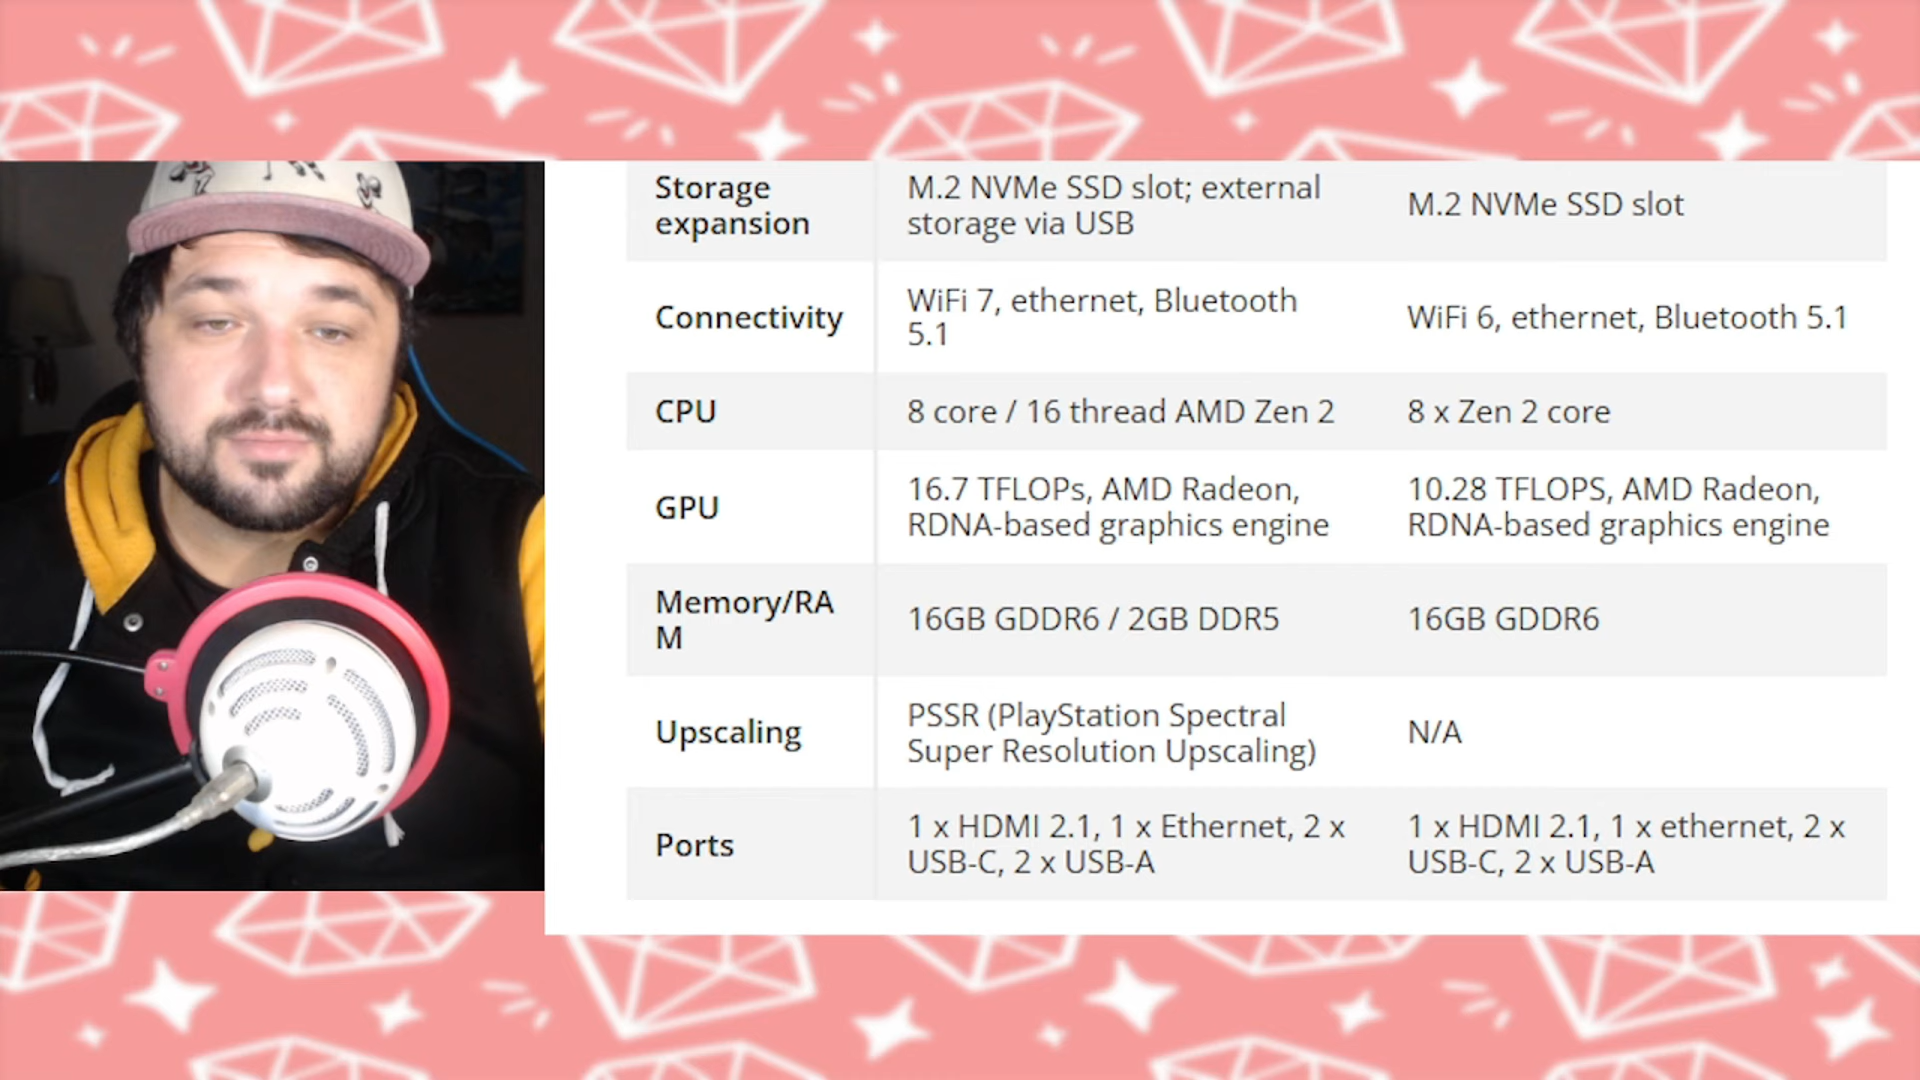 Storage
expansion
M.2 NVMe SSD slot; external
storage via USB
M.2 NVMe SSD slot
Connectivity
WiFi 7, ethernet, Bluetooth
5.1
WiFi 6, ethernet, Bluetooth 5.1
CPU
8 core / 16 thread AMD Zen 2
8 x Zen 2 core
GPU
16.7 TFLOPs, AMD Radeon,
RDNA-based graphics engine
10.28 TFLOPS, AMD Radeon,
RDNA-based graphics engine
Memory/RA
M
16GB GDDR6 / 2GB DDR5
16GB GDDR6
Upscaling
PSSR (PlayStation Spectral
Super Resolution Upscaling)
N/A
Ports
1 x HDMI 2.1, 1 x Ethernet, 2 x
USB-C, 2 x USB-A
1 x HDMI 2.1, 1 x ethernet, 2 x
USB-C, 2 x USB-A